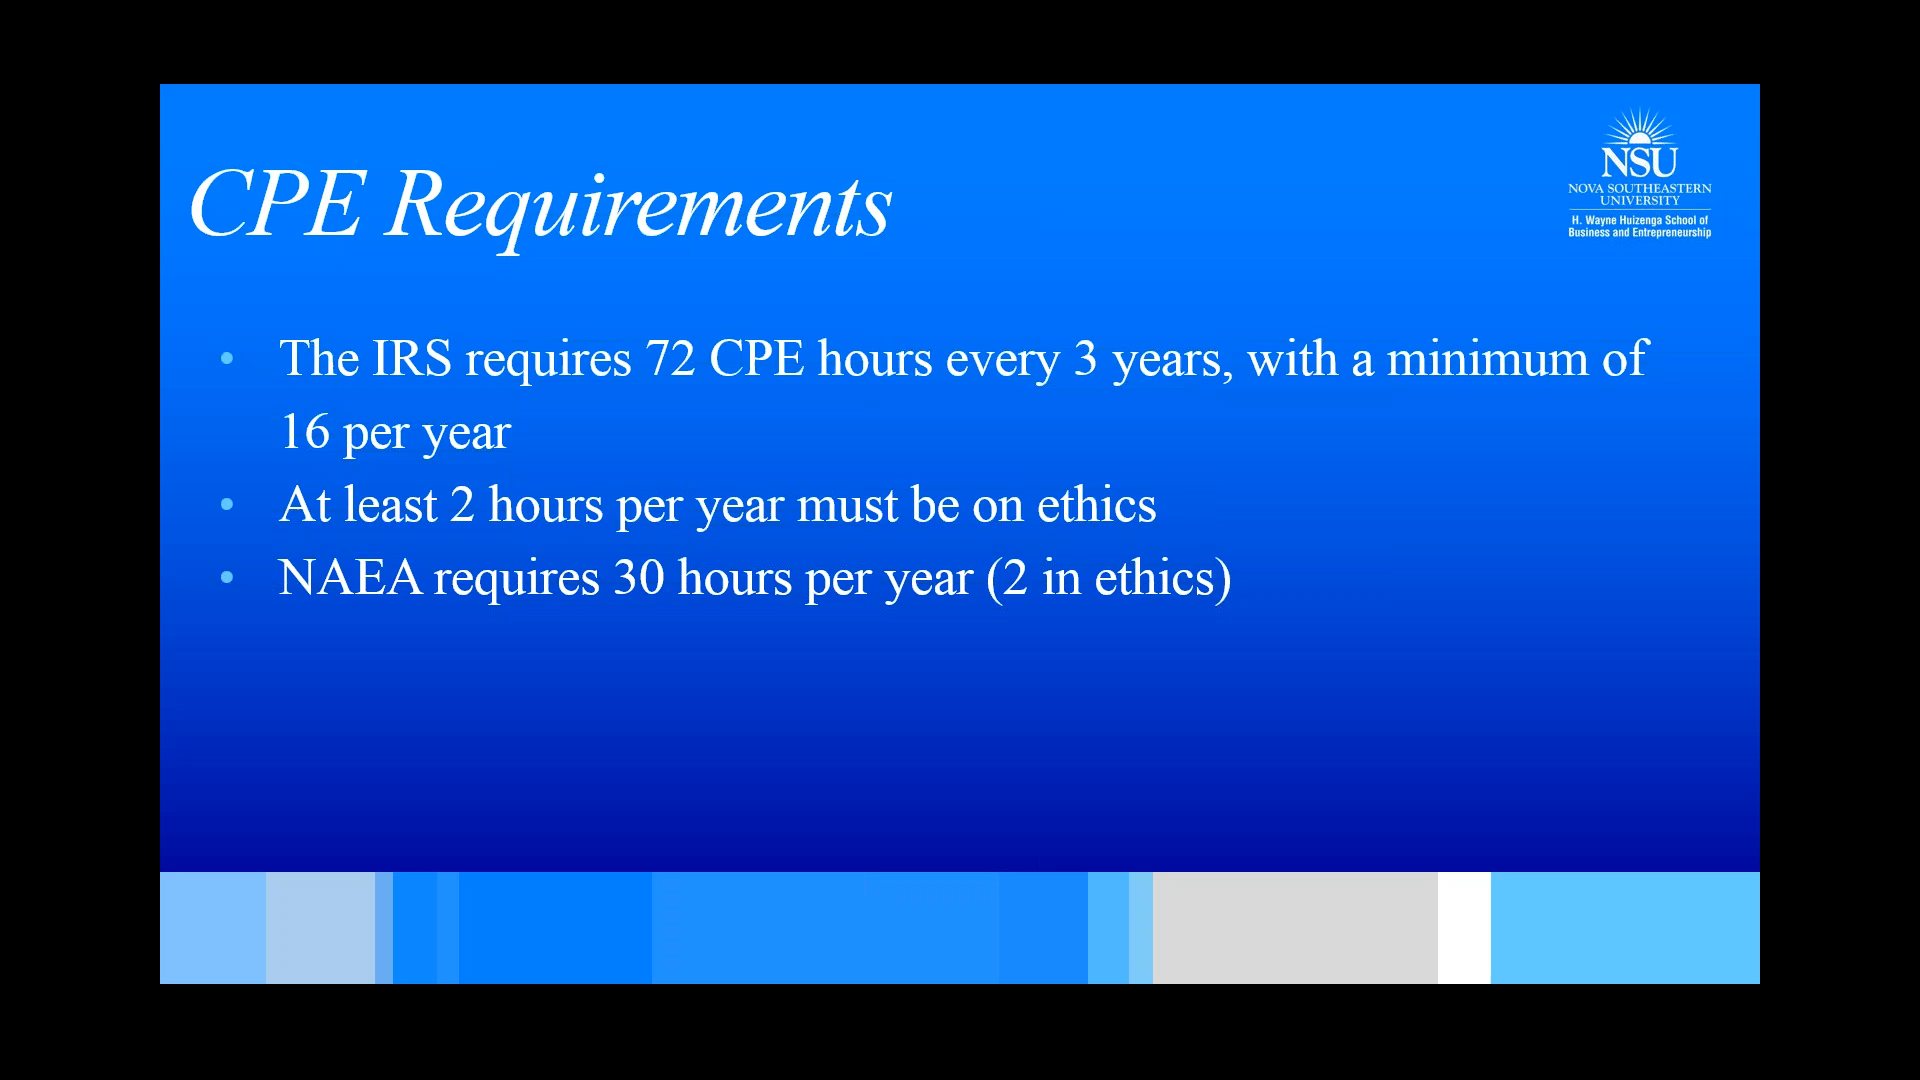 CPE Requirements
NSU
NOVA SOUTHEASTERN
UNIVERSITY
H. Wayne Huizenga School of
Business and Entrepreneurship
• The IRS requires 72 CPE hours every 3 years, with a minimum of
16 per year
• At least 2 hours per year must be on ethics
• NAEA requires 30 hours per year (2 in ethics)